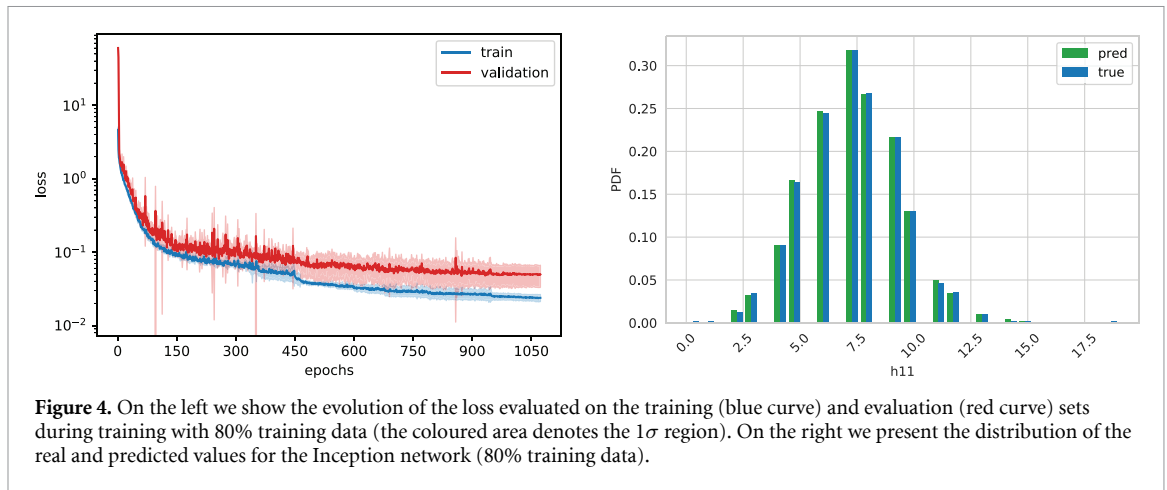 train
validation
10¹
10⁰
10⁻¹
10⁻²
loss
0 150 300 450 600 750 900 1050
epochs
pred
true
0.30
0.25
0.20
0.15
0.10
0.05
0.00
PDF
0.0 2.5 5.0 7.5 10.0 12.5 15.0 17.5
h11
Figure 4. On the left we show the evolution of the loss evaluated on the training (blue curve) and evaluation (red curve) sets
during training with 80% training data (the coloured area denotes the 1σ region). On the right we present the distribution of the
real and predicted values for the Inception network (80% training data).